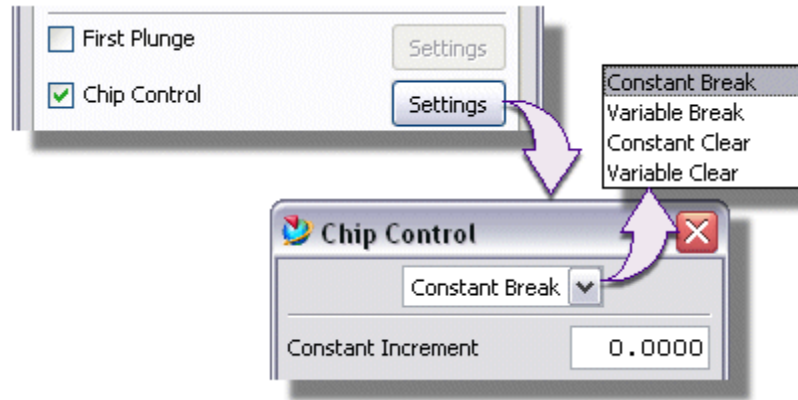 First Plunge
Settings
Chip Control
Settings
Constant Break
Variable Break
Constant Clear
Variable Clear
Chip Control
Constant Break
Constant Increment
0.0000